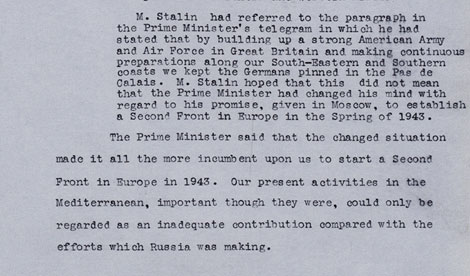 M. Stalin had referred to the paragraph in
the Prime Minister's telegram in which he had
stated that by building up a strong American Army
and Air Force in Great Britain and making continuous
preparations along our South-Eastern and Southern
coasts we kept the Germans pinned in the Pas de
Calais. M. Stalin hoped that this did not mean
that the Prime Minister had changed his mind with
regard to his promise, given in Moscow, to establish
a Second Front in Europe in the Spring of 1943.
The Prime Minister said that the changed situation
made it all the more incumbent upon us to start a Second
Front in Europe in 1943. Our present activities in the
Mediterranean, important though they were, could only be
regarded as an inadequate contribution compared with the
efforts which Russia was making.